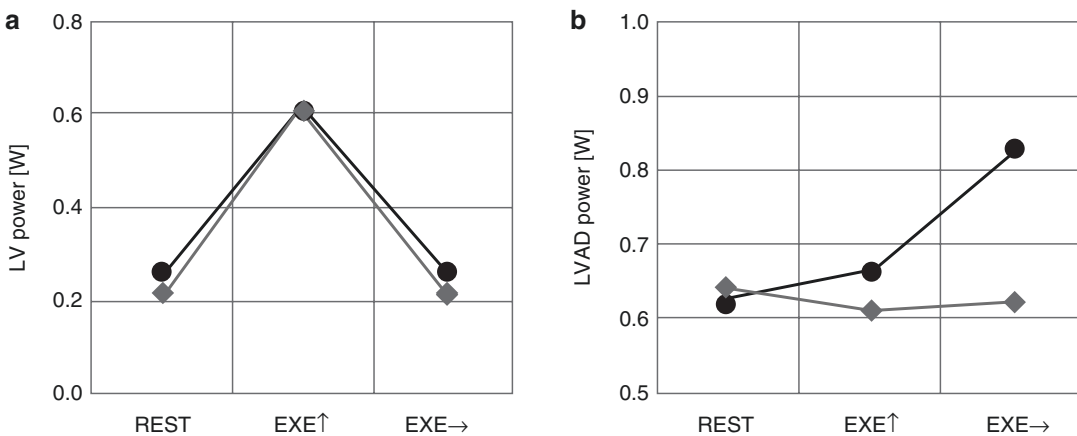 a
LV power [W]
0.8
0.6
0.4
0.2
0.0
REST EXE↑ EXE→
b
LVAD power [W]
1.0
0.9
0.8
0.7
0.6
0.5
REST EXE↑ EXE→